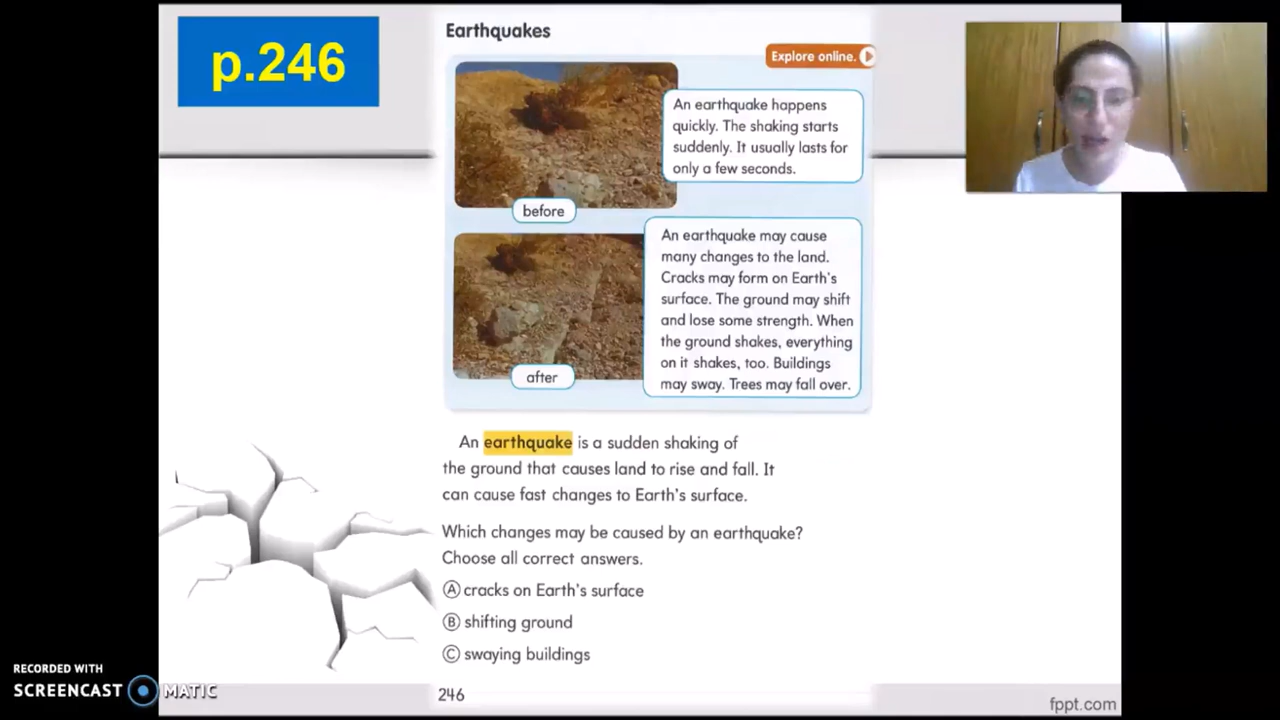 p.246
Earthquakes
Explore online.
An earthquake happens
quickly. The shaking starts
suddenly. It usually lasts for
only a few seconds.
before
An earthquake may cause
many changes to the land.
Cracks may form on Earth's
surface. The ground may shift
and lose some strength. When
the ground shakes, everything
on it shakes, too. Buildings
may sway. Trees may fall over.
after
An earthquake is a sudden shaking of
the ground that causes land to rise and fall. It
can cause fast changes to Earth's surface.
Which changes may be caused by an earthquake?
Choose all correct answers.
A cracks on Earth's surface
B shifting ground
C swaying buildings
246
RECORDED WITH
SCREENCAST MATIC
fppt.com